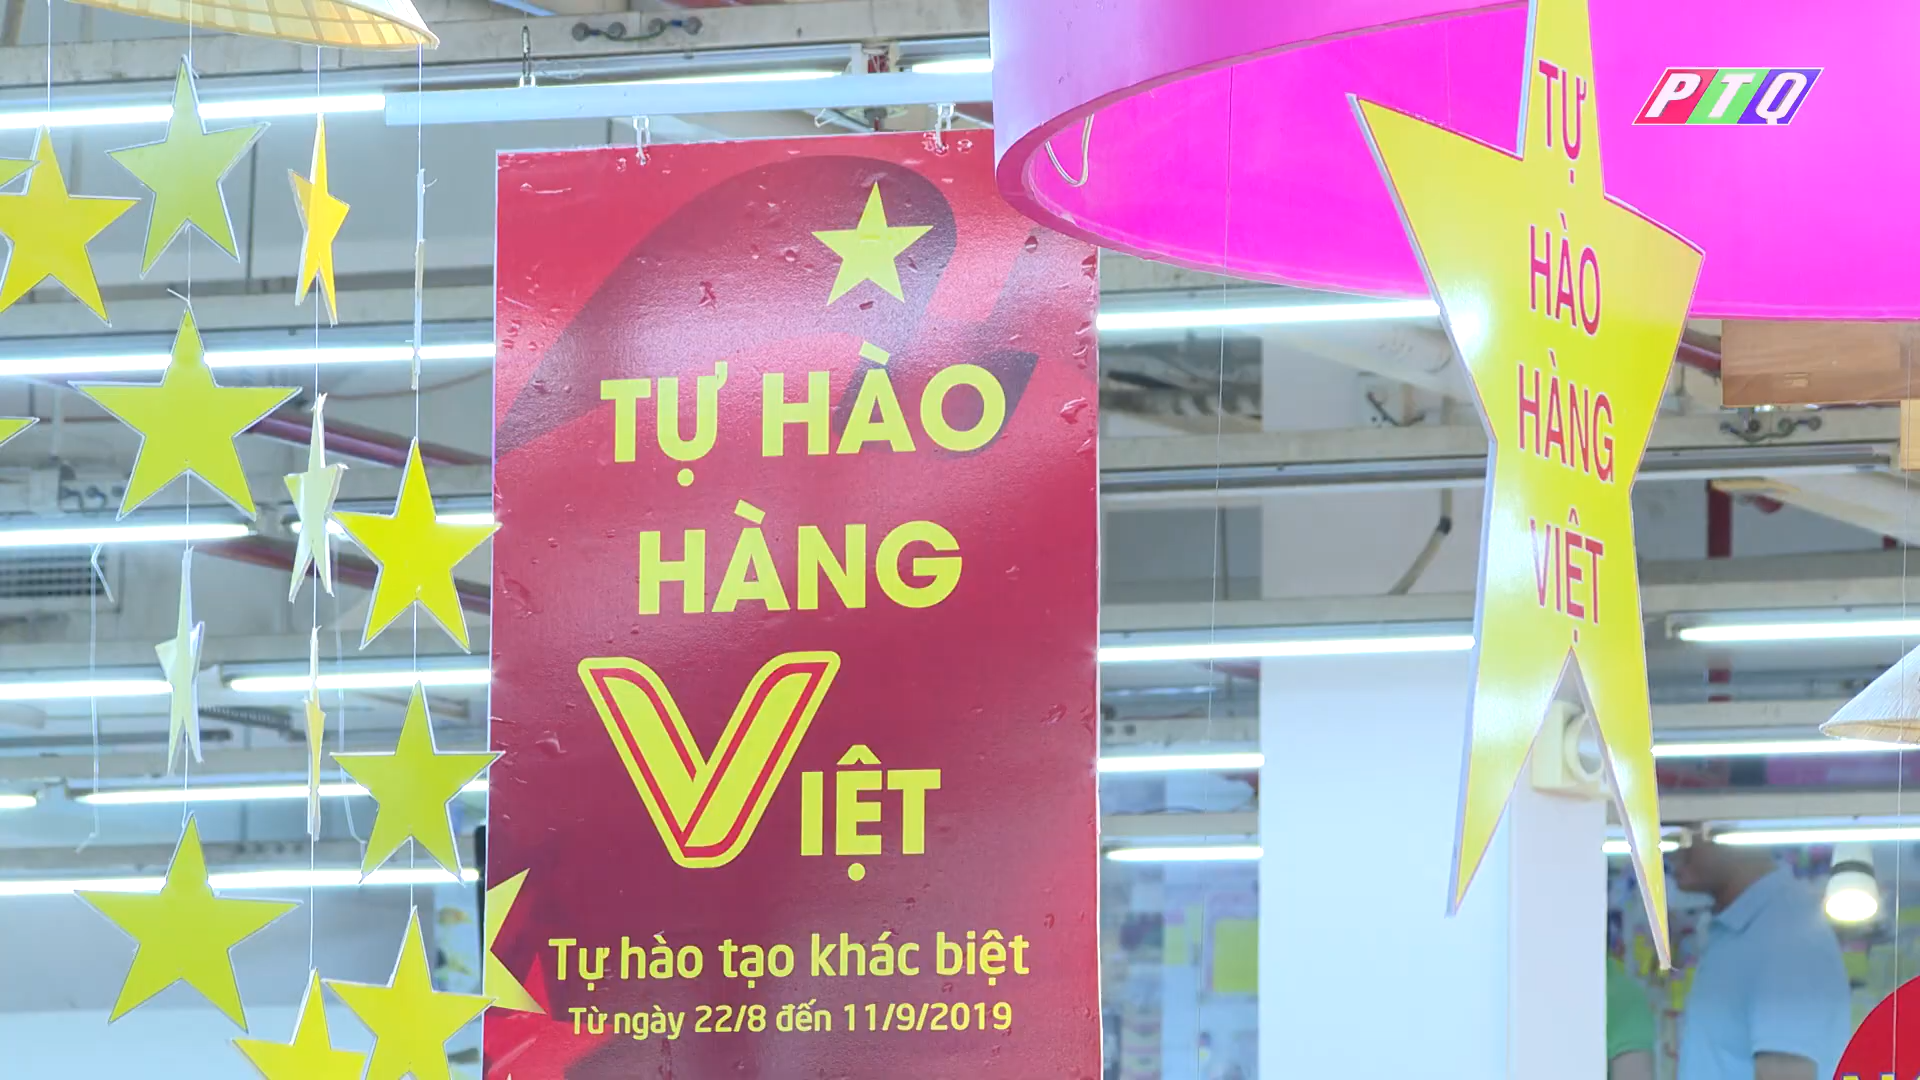 TỰ HÀO
HÀNG
VIỆT
Tự hào tạo khác biệt
Từ ngày 22/8 đến 11/9/2019
TỰ
HÀO
HÀNG
VIỆT
PTQ